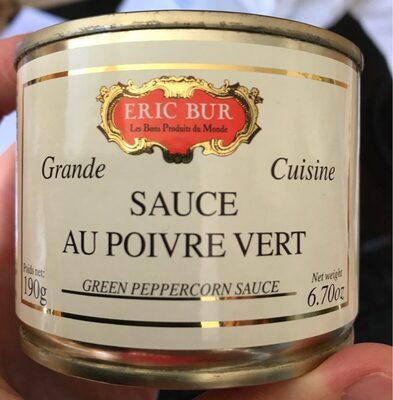 ERIC BUR
Les Bons Produits du Monde
Grande Cuisine
SAUCE
AU POIVRE VERT
GREEN PEPPERCORN SAUCE
Poids net:
190g
Net weight
6.70oz